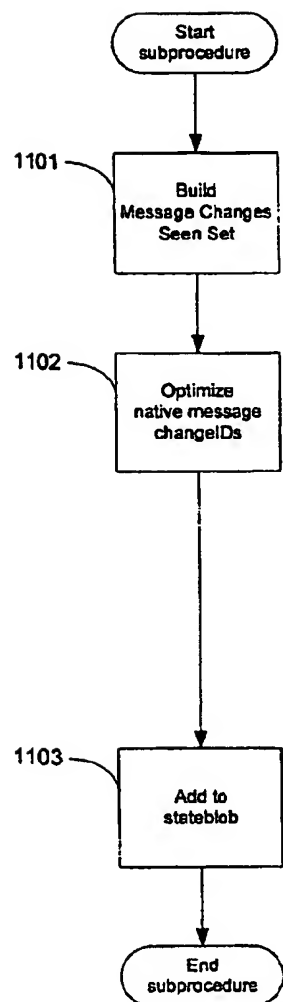 Start
subprocedure
1101
Build
Message Changes
Seen Set
1102
Optimize
native message
changeIDs
1103
Add to
stateblob
End
subprocedure